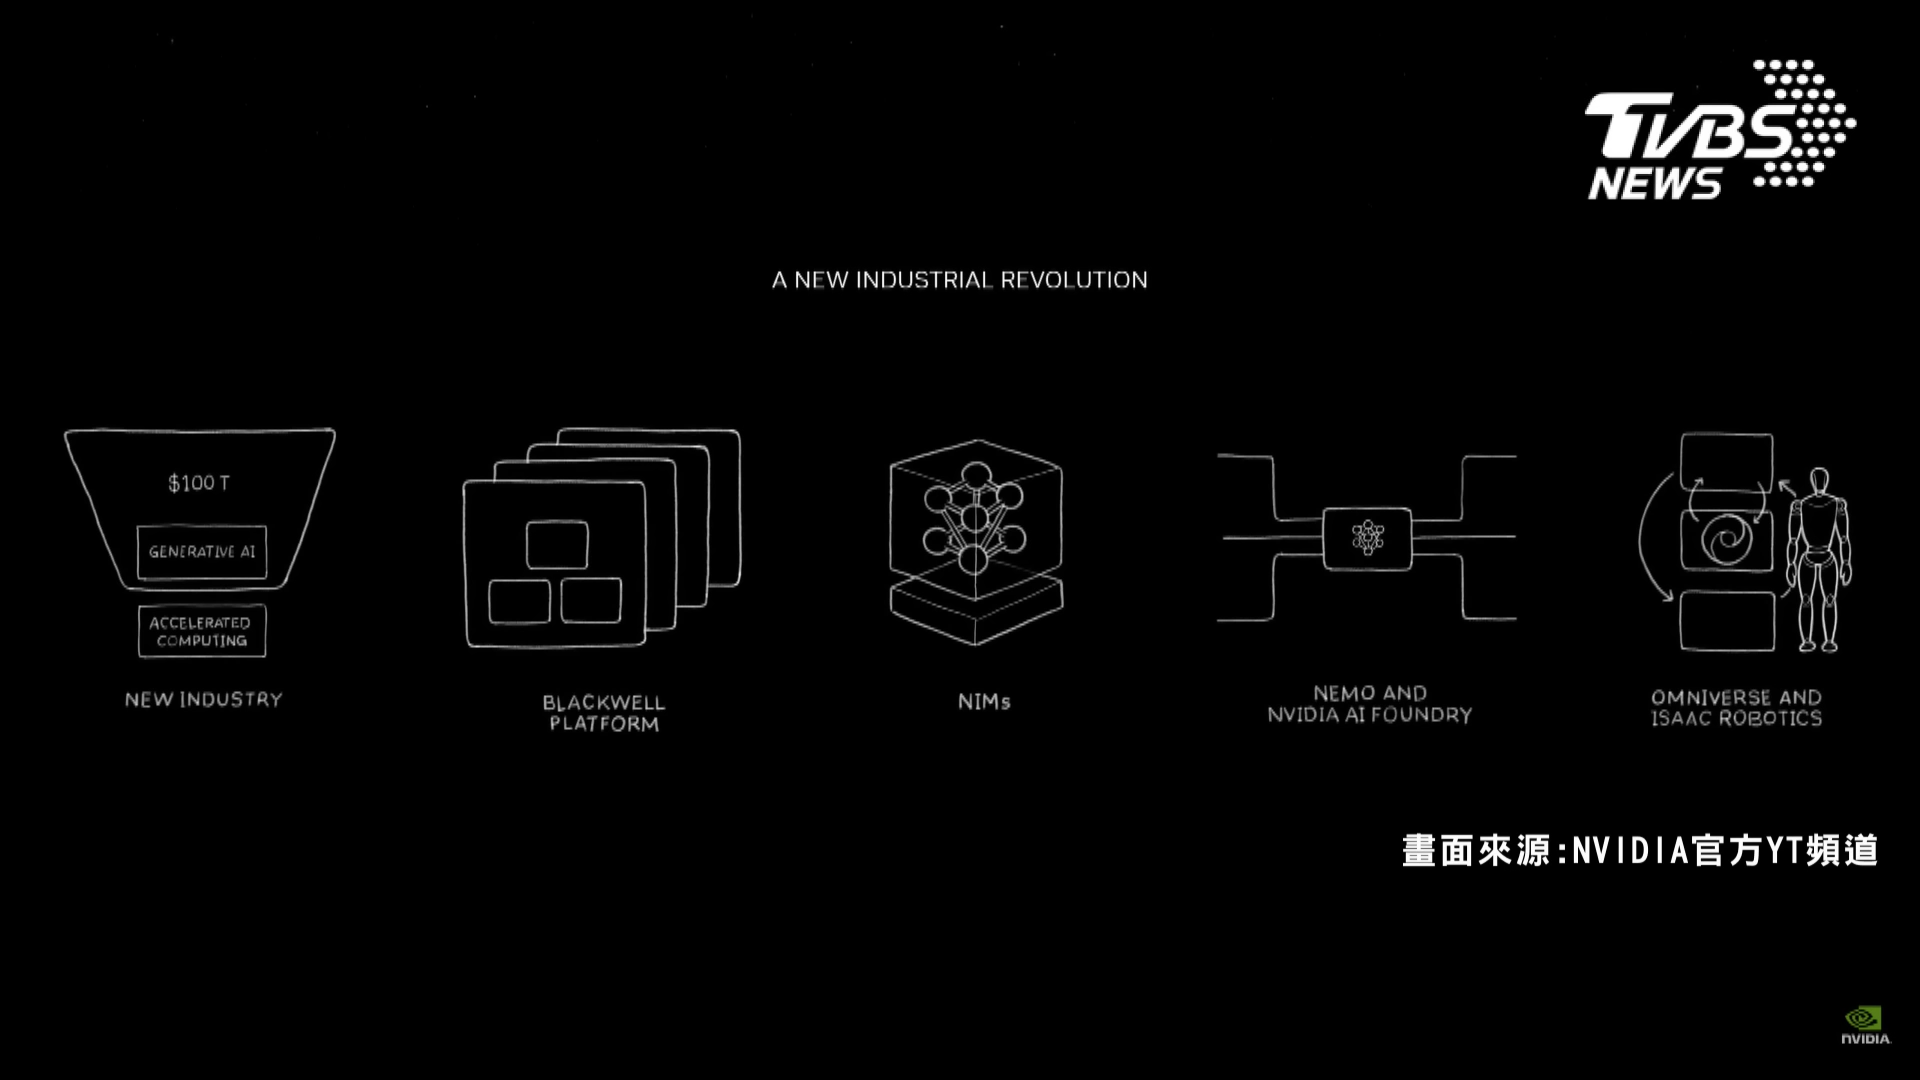 TVBS
NEWS
A NEW INDUSTRIAL REVOLUTION
$100 T
GENERATIVE AI
ACCELERATED
COMPUTING
NEW INDUSTRY
BLACKWELL
PLATFORM
NIMs
NEMO AND
NVIDIA AI FOUNDRY
OMNIVERSE AND
ISAAC ROBOTICS
畫面來源:NVIDIA官方YT頻道
NVIDIA